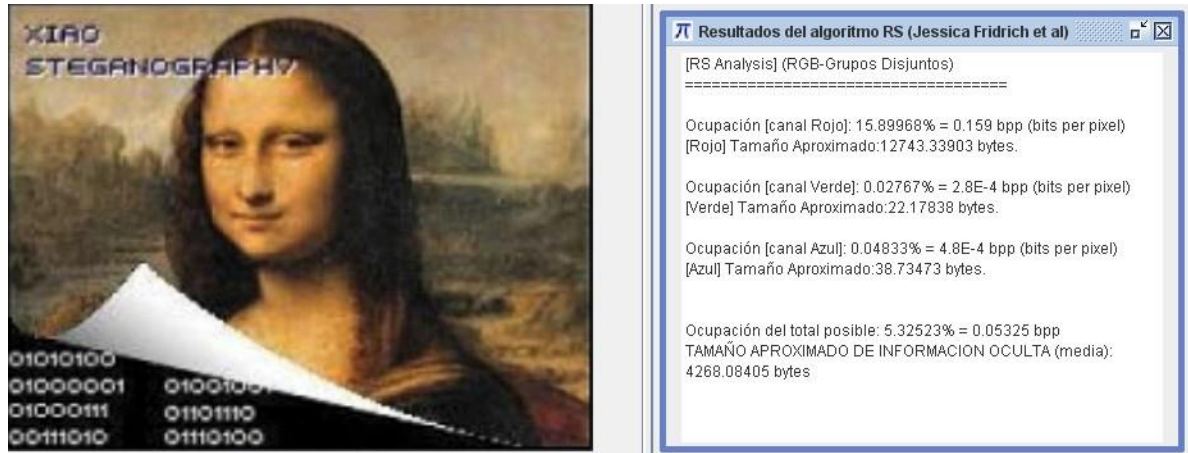 XIAO
STEGANOGRAPHY
01010100
01000001 01001001
01000111 01101110
00111010 01110100
Resultados del algoritmo RS (Jessica Fridrich et al)
[RS Analysis] (RGB-Grupos Disjuntos)
=====================================
Ocupación [canal Rojo]: 15.89968% = 0.159 bpp (bits per pixel)
[Rojo] Tamaño Aproximado:12743.33903 bytes.
Ocupación [canal Verde]: 0.02767% = 2.8E-4 bpp (bits per pixel)
[Verde] Tamaño Aproximado:22.17838 bytes.
Ocupación [canal Azul]: 0.04833% = 4.8E-4 bpp (bits per pixel)
[Azul] Tamaño Aproximado:38.73473 bytes.
Ocupación del total posible: 5.32523% = 0.05325 bpp
TAMAÑO APROXIMADO DE INFORMACION OCULTA (media):
4268.08405 bytes